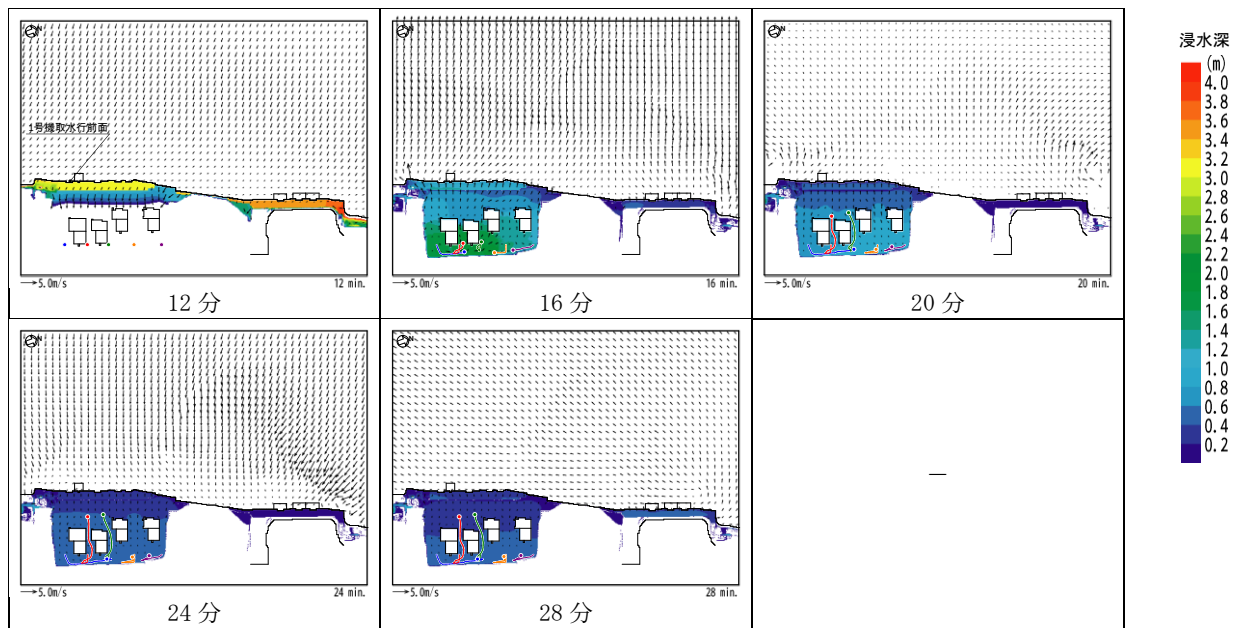 N
1号機取水行前面
5.0m/s
12 min.
12 分
N
5.0m/s
16 min.
16 分
N
5.0m/s
20 min.
20 分
N
5.0m/s
24 min.
24 分
N
5.0m/s
28 min.
28 分
—
浸水深
(m)
4.0
3.8
3.6
3.4
3.2
3.0
2.8
2.6
2.4
2.2
2.0
1.8
1.6
1.4
1.2
1.0
0.8
0.6
0.4
0.2